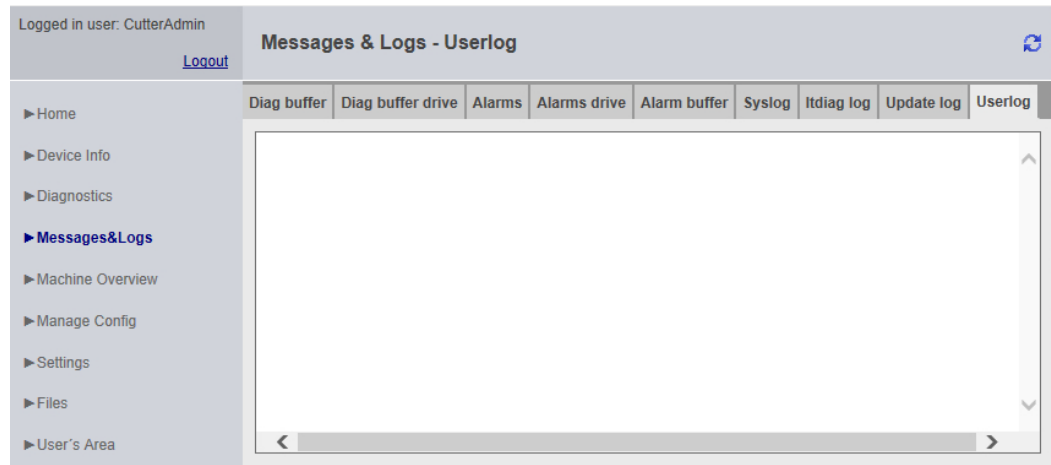 Logged in user: CutterAdmin
Logout
Messages & Logs - Userlog
Diag buffer Diag buffer drive Alarms Alarms drive Alarm buffer Syslog Itdiag log Update log Userlog
►Home
►Device Info
►Diagnostics
►Messages&Logs
►Machine Overview
►Manage Config
►Settings
►Files
►User´s Area